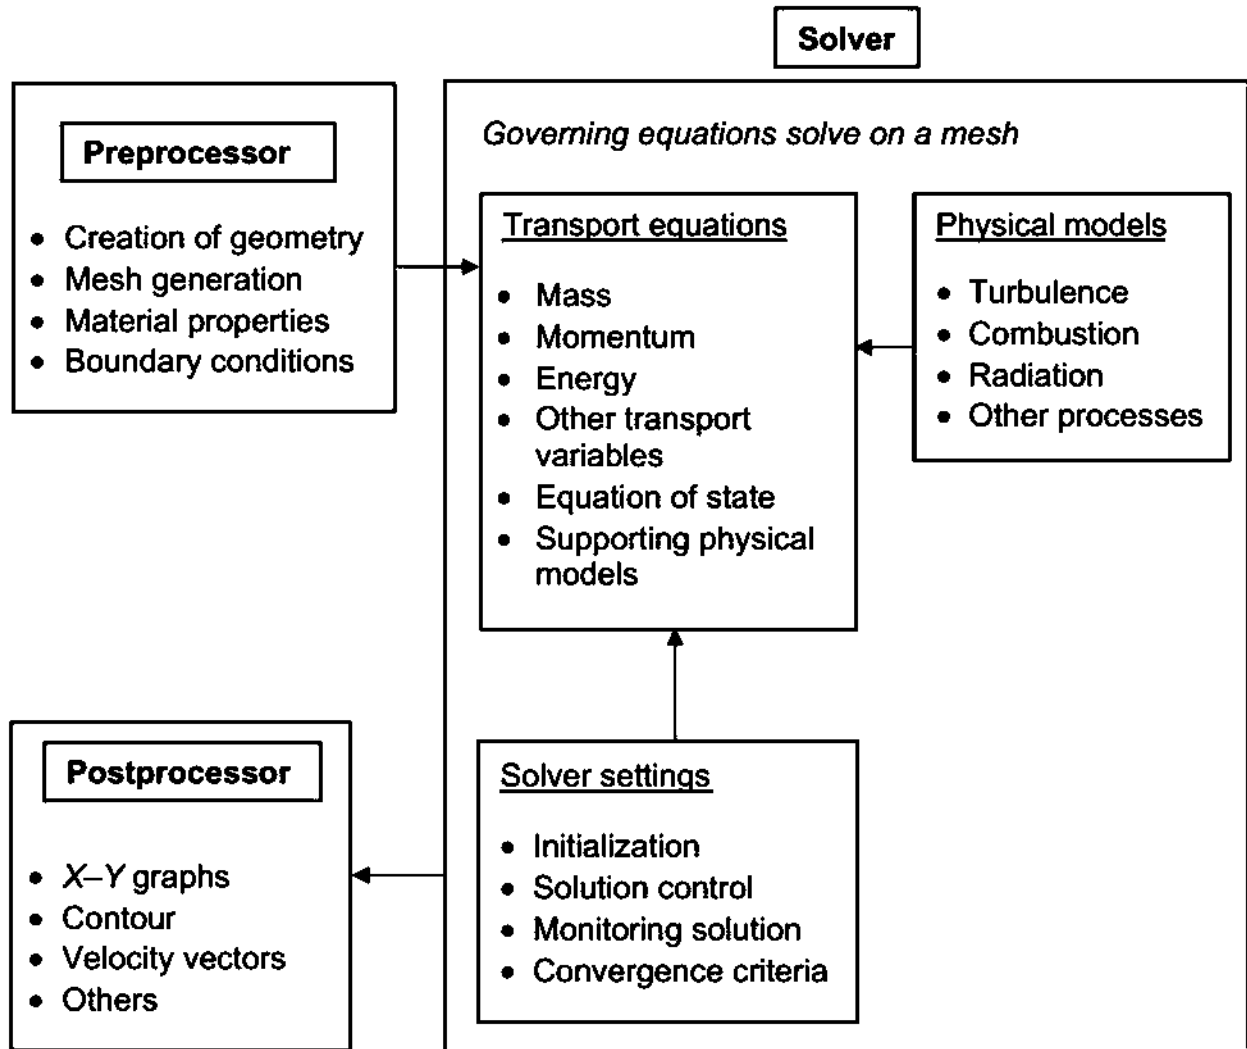 Solver
Preprocessor
• Creation of geometry
• Mesh generation
• Material properties
• Boundary conditions
Governing equations solve on a mesh
Transport equations
• Mass
• Momentum
• Energy
• Other transport
variables
• Equation of state
• Supporting physical
models
Physical models
• Turbulence
• Combustion
• Radiation
• Other processes
Solver settings
• Initialization
• Solution control
• Monitoring solution
• Convergence criteria
Postprocessor
• X–Y graphs
• Contour
• Velocity vectors
• Others